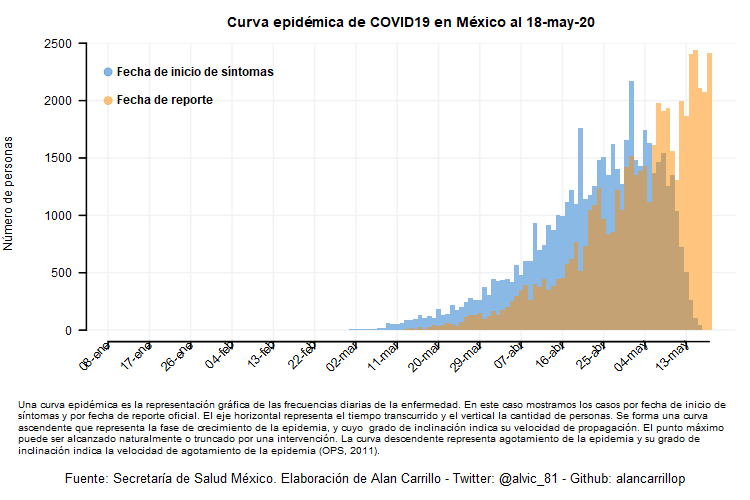 Curva epidémica de COVID19 en México al 18-may-20
Fecha de inicio de síntomas
Fecha de reporte
Número de personas
2500
2000
1500
1000
500
0
08-ene 17-ene 26-ene 04-feb 13-feb 22-feb 02-mar 11-mar 20-mar 29-mar 07-abr 16-abr 25-abr 04-may 13-may
Una curva epidémica es la representación gráfica de las frecuencias diarias de la enfermedad. En este caso mostramos los casos por fecha de inicio de
síntomas y por fecha de reporte oficial. El eje horizontal representa el tiempo transcurrido y el vertical la cantidad de personas. Se forma una curva
ascendente que representa la fase de crecimiento de la epidemia, y cuyo grado de inclinación indica su velocidad de propagación. El punto máximo
puede ser alcanzado naturalmente o truncado por una intervención. La curva descendente representa agotamiento de la epidemia y su grado de
inclinación indica la velocidad de agotamiento de la epidemia (OPS, 2011).
Fuente: Secretaría de Salud México. Elaboración de Alan Carrillo - Twitter: @alvic_81 - Github: alancarrillop